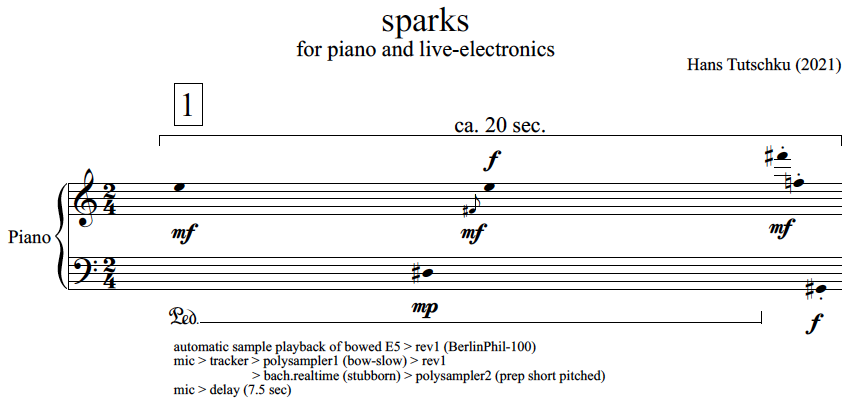 sparks
for piano and live-electronics
Hans Tutschku (2021)
1
ca. 20 sec.
f
2
4
mf
mf
mf
Piano
2
4
mp
f
Ped.
automatic sample playback of bowed E5 > rev1 (BerlinPhil-100)
mic > tracker > polysampler1 (bow-slow) > rev1
> bach.realtime (stubborn) > polysampler2 (prep short pitched)
mic > delay (7.5 sec)